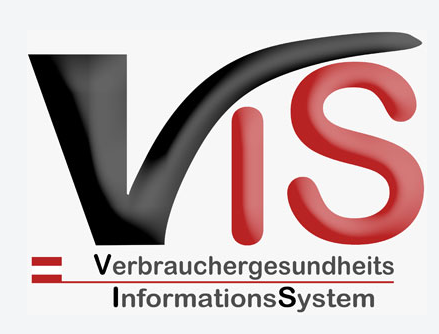 ViS
Verbrauchergesundheits
InformationsSystem